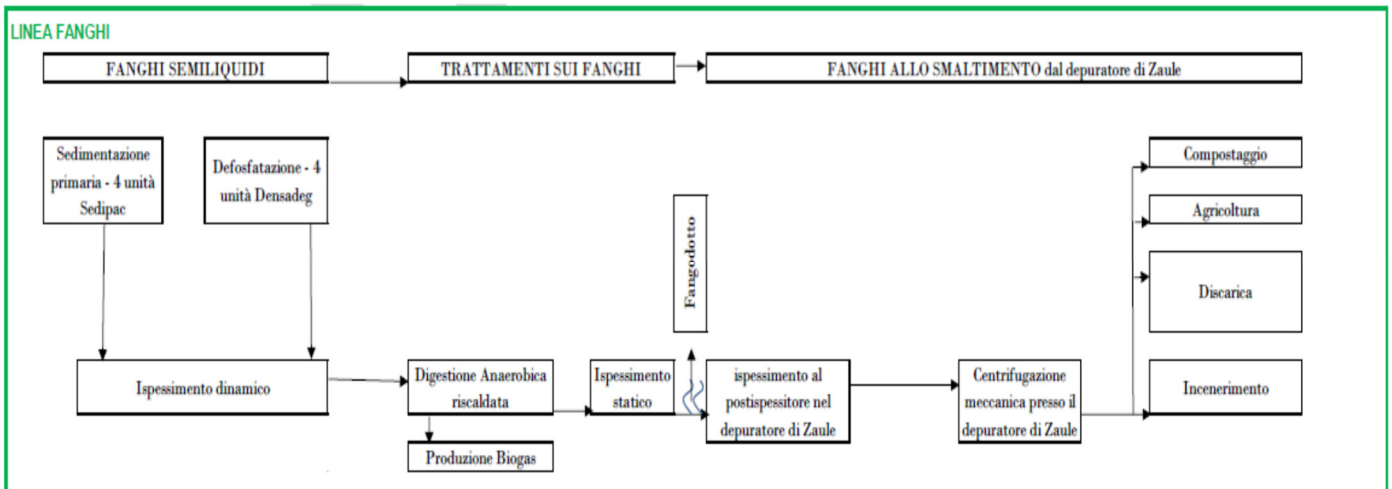 LINEA FANGHI
FANGHI SEMILIQUIDI
TRATTAMENTI SUI FANGHI
FANGHI ALLO SMALTIMENTO dal depuratore di Zaule
Sedimentazione
primaria - 4 unità
Sedipac
Defosfatazione - 4
unità Densadeg
Fangodotto
Compostaggio
Agricoltura
Discarica
Incenerimento
Ispessimento dinamico
Digestione Anaerobica
riscaldata
Ispessimento
statico
ispessimento al
postispessitore nel
depuratore di Zaule
Centrifugazione
meccanica presso il
depuratore di Zaule
Produzione Biogas